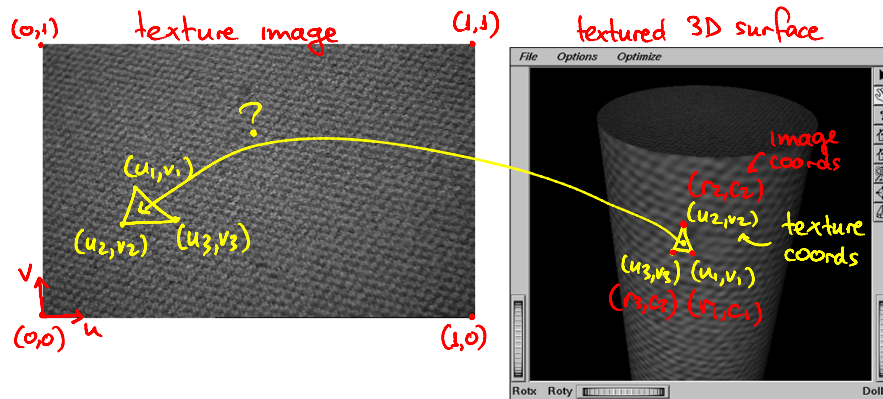 (0,1)
texture image
(1,1)
textured 3D surface
File Options Optimize
?
image
coords
(u1,v1)
(r2,c2)
(u2,v2)
texture
coords
(u2,v2)
(u3,v3)
(u3,v3) (u1,v1)
(r3,c3) (r1,c1)
v
u
(0,0)
(1,0)
Rotx Roty
Doll